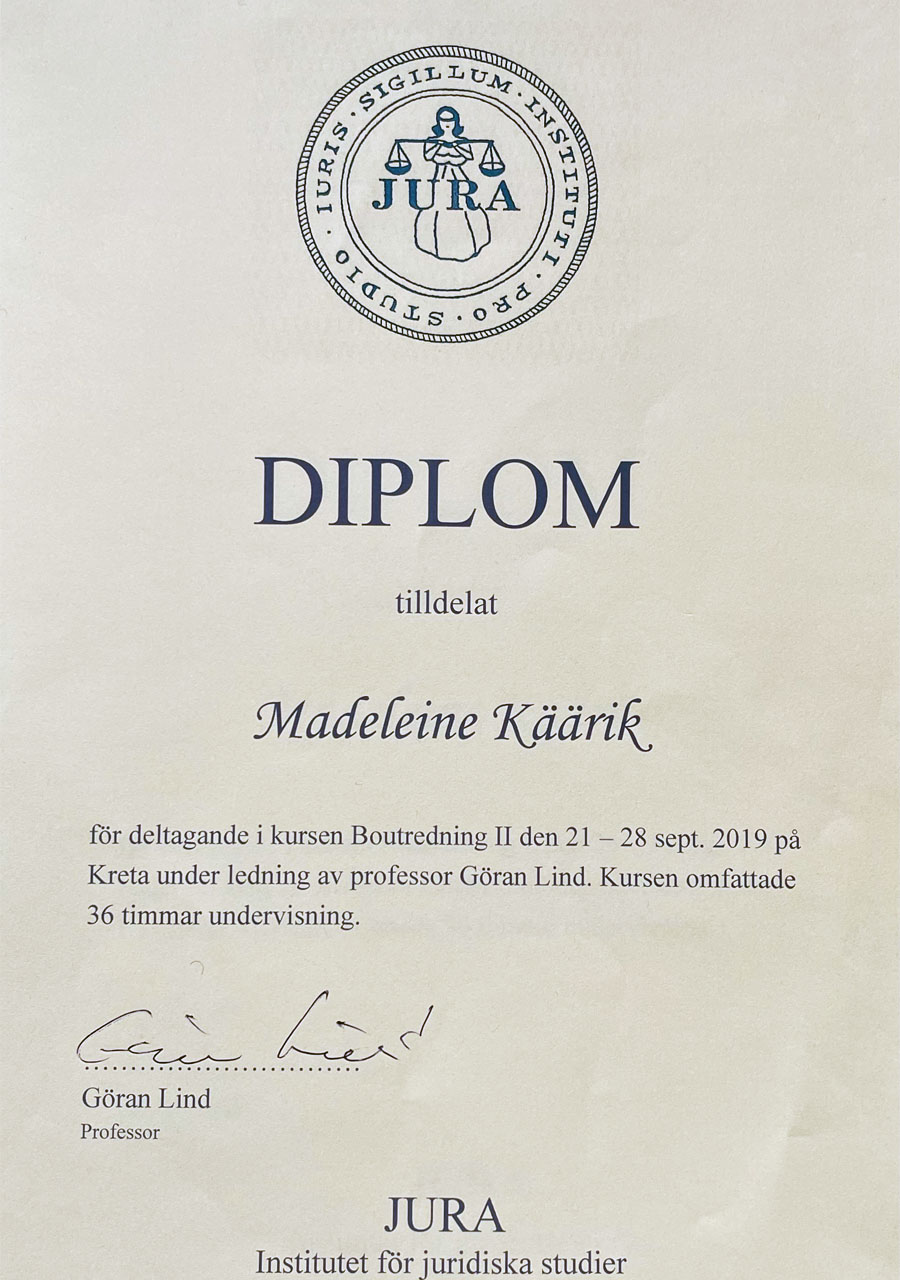 · SIGILLUM · INSTITUTI · PRO · STUDIO · IURIS
JURA
DIPLOM
tilldelat
Madeleine Käärik
för deltagande i kursen Boutredning II den 21 – 28 sept. 2019 på
Kreta under ledning av professor Göran Lind. Kursen omfattade
36 timmar undervisning.
Göran Lind
Göran Lind
Professor
JURA
Institutet för juridiska studier